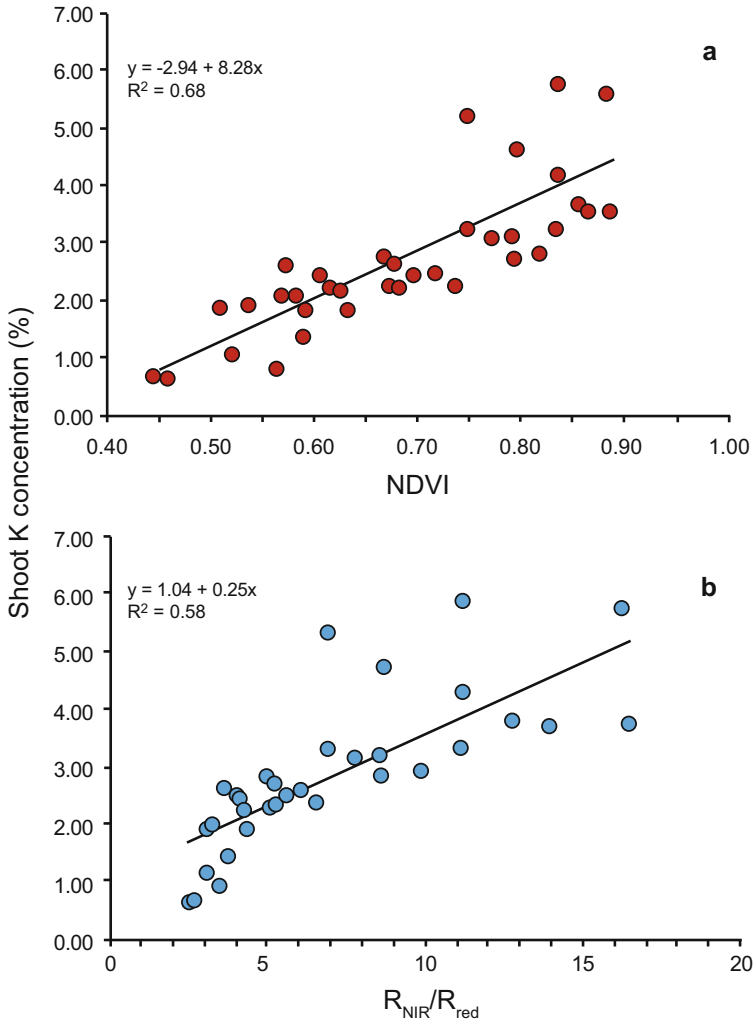 7.00
6.00
5.00
4.00
3.00
2.00
1.00
0.00
a
y = -2.94 + 8.28x
R² = 0.68
0.40 0.50 0.60 0.70 0.80 0.90 1.00
NDVI
Shoot K concentration (%)
7.00
6.00
5.00
4.00
3.00
2.00
1.00
0.00
b
y = 1.04 + 0.25x
R² = 0.58
0 5 10 15 20
R_NIR/R_red